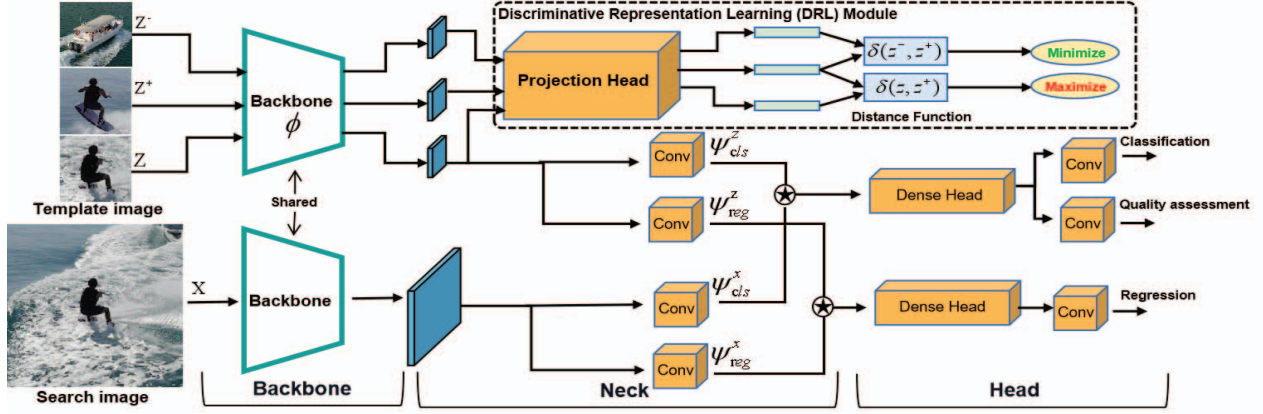 Discriminative Representation Learning (DRL) Module
Z-
Z+
Z
Template image
Backbone
ϕ
Projection Head
δ(z⁻, z⁺)
δ(z, z⁺)
Minimize
Maximize
Distance Function
Shared
Conv
ψ^z_cls
Conv
ψ^z_reg
Dense Head
Conv
Classification
Conv
Quality assessment
X
Backbone
Conv
ψ^x_cls
Conv
ψ^x_reg
Dense Head
Conv
Regression
Search image
Backbone
Neck
Head